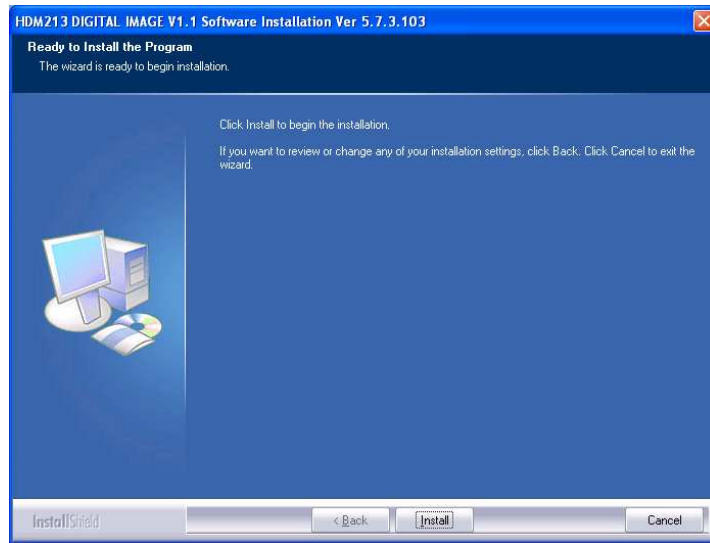 HDM213 DIGITAL IMAGE V1.1 Software Installation Ver 5.7.3.103
Ready to Install the Program
The wizard is ready to begin installation.
Click Install to begin the installation.
If you want to review or change any of your installation settings, click Back. Click Cancel to exit the
wizard.
InstallShield
< Back
Install
Cancel